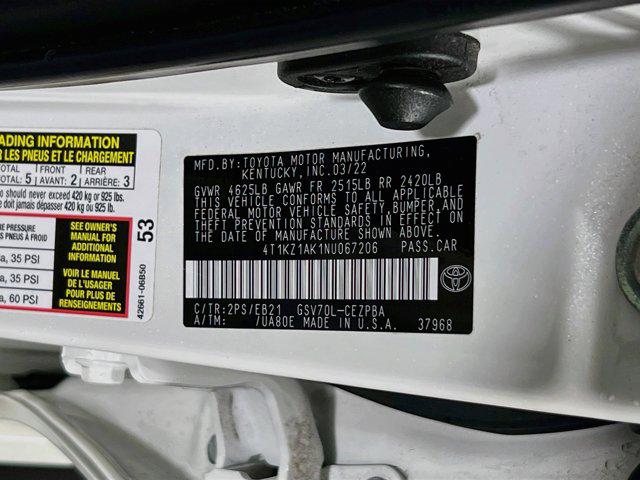 ADING INFORMATION
R LES PNEUS ET LE CHARGEMENT
TOTAL 5 FRONT AVANT: 2 REAR ARRIÈRE: 3
should never exceed 420 kg or 925 lbs.
doit jamais dépasser 420 kg ou 925 lb.
E PRESSURE
S PNEUS À FROID
a, 35 PSI
a, 35 PSI
a, 60 PSI
SEE OWNER'S
MANUAL FOR
ADDITIONAL
INFORMATION
VOIR LE MANUEL
DE L'USAGER
POUR PLUS DE
RENSEIGNEMENTS
53
42661-06B50
MFD.BY:TOYOTA MOTOR MANUFACTURING,
KENTUCKY, INC.03/22
GVWR 4625LB GAWR FR 2515LB RR 2420LB
THIS VEHICLE CONFORMS TO ALL APPLICABLE
FEDERAL MOTOR VEHICLE SAFETY,BUMPER,AND
THEFT PREVENTION STANDARDS IN EFFECT ON
THE DATE OF MANUFACTURE SHOWN ABOVE.
4T1KZ1AK1NU067206 PASS.CAR
C/TR:2PS/EB21 GSV70L-CEZPBA
A/TM: /UA80E MADE IN U.S.A. 37968